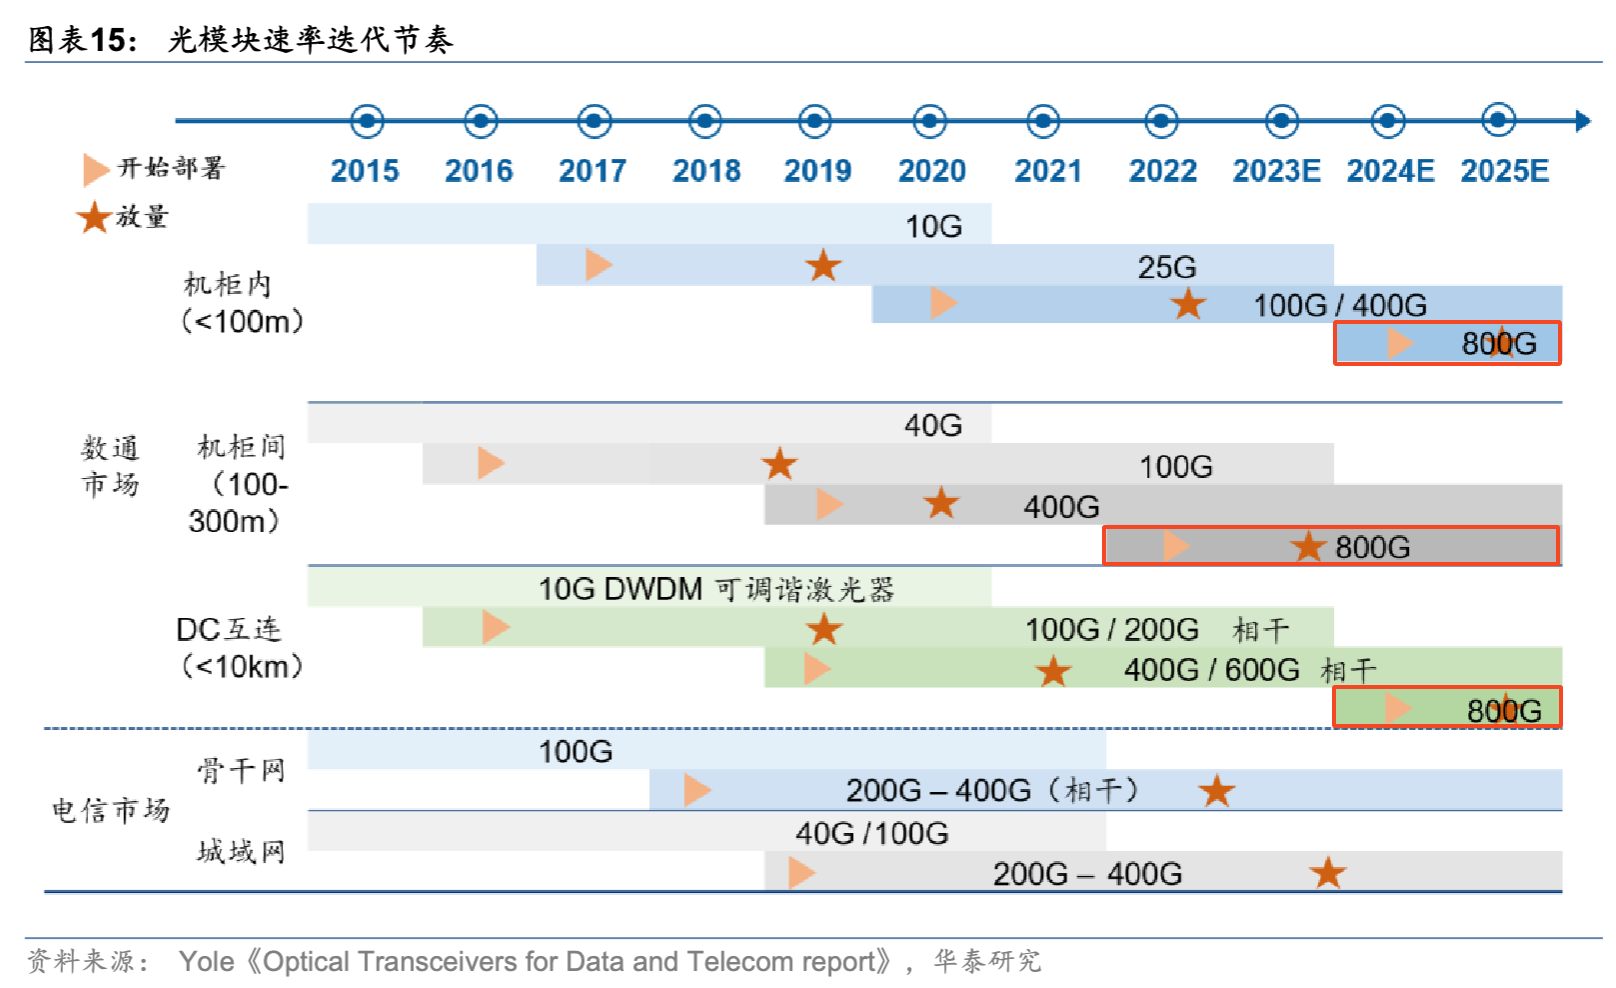 图表15： 光模块速率迭代节奏
2015 2016 2017 2018 2019 2020 2021 2022 2023E 2024E 2025E
开始部署
放量
10G
25G
机柜内
（<100m）
100G / 400G
800G
40G
数通
市场
机柜间
（100-
300m）
100G
400G
800G
10G DWDM 可调谐激光器
DC互连
（<10km）
100G / 200G 相干
400G / 600G 相干
800G
骨干网
100G
200G – 400G（相干）
电信市场
城域网
40G /100G
200G – 400G
资料来源： Yole《Optical Transceivers for Data and Telecom report》，华泰研究